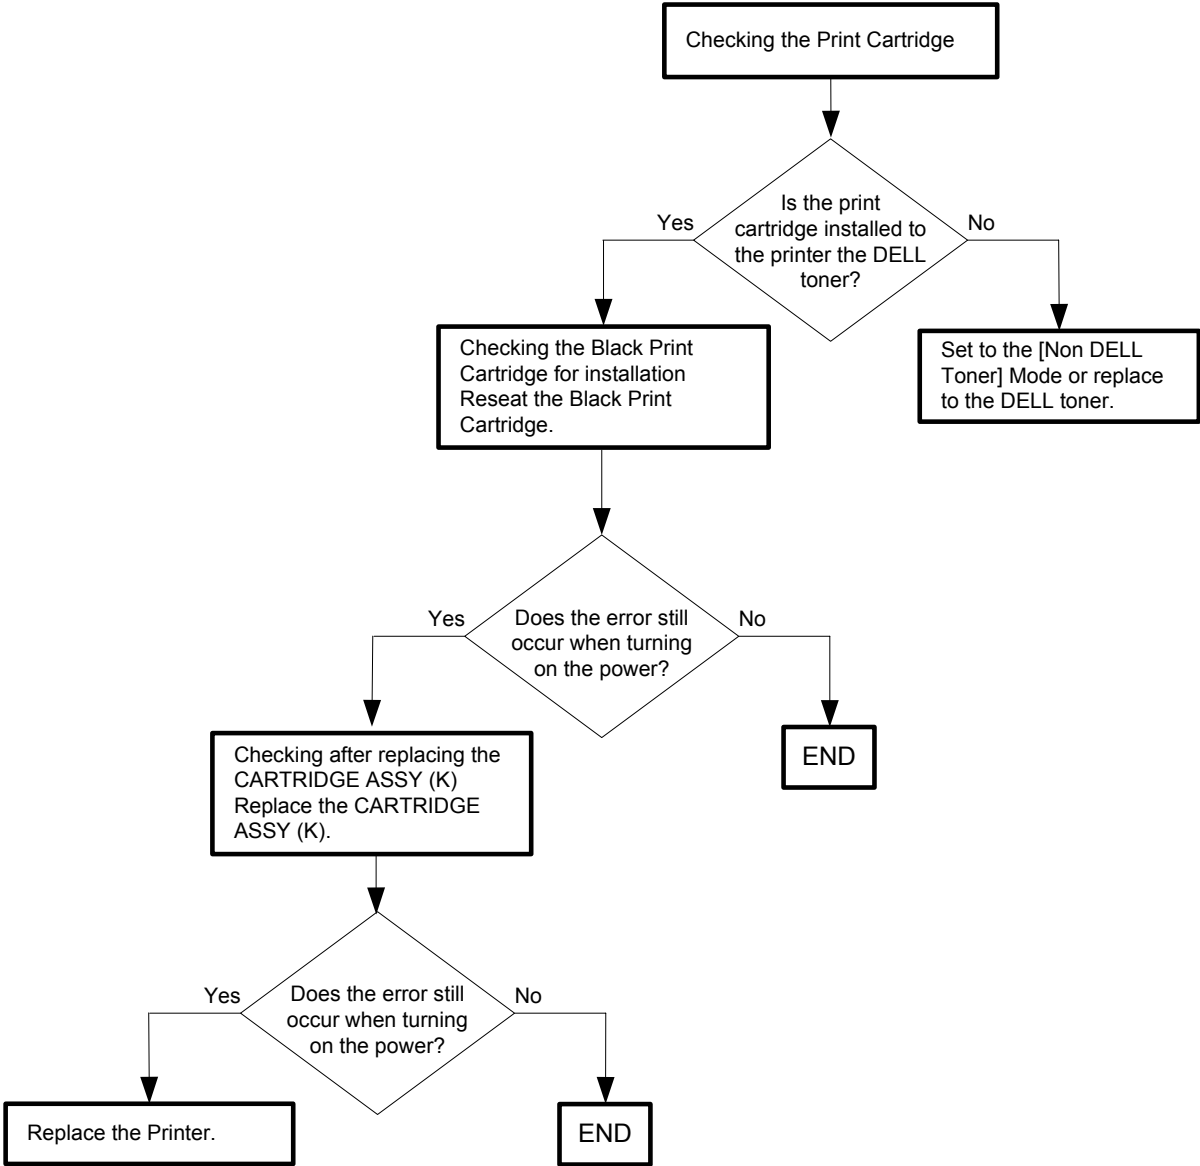 Checking the Print Cartridge
Is the print
cartridge installed to
the printer the DELL
toner?
Yes
No
Checking the Black Print
Cartridge for installation
Reseat the Black Print
Cartridge.
Set to the [Non DELL
Toner] Mode or replace
to the DELL toner.
Does the error still
occur when turning
on the power?
Yes
No
Checking after replacing the
CARTRIDGE ASSY (K)
Replace the CARTRIDGE
ASSY (K).
END
Does the error still
occur when turning
on the power?
Yes
No
Replace the Printer.
END